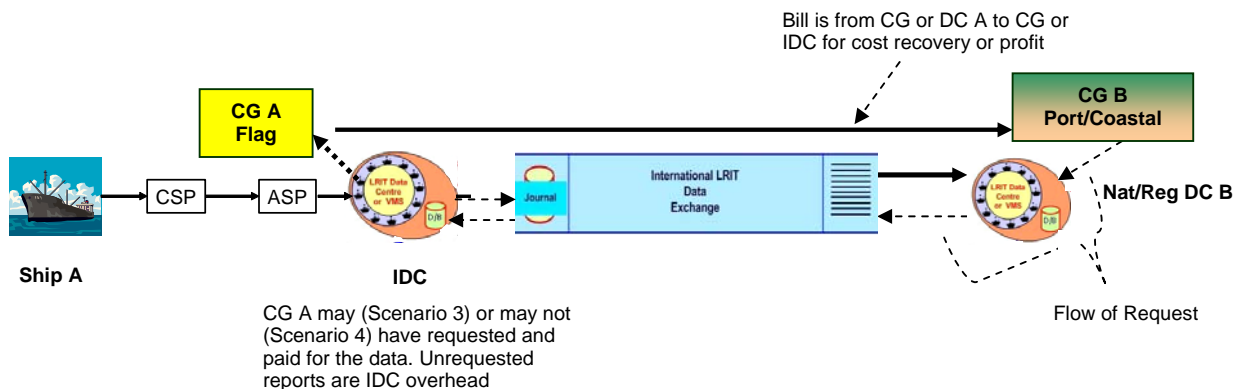 Bill is from CG or DC A to CG or
IDC for cost recovery or profit
CG A
Flag
CG B
Port/Coastal
CSP
ASP
LRIT Data
Centre
or VMS
D/B
Journal
International LRIT
Data
Exchange
LRIT Data
Centre
or VMS
D/B
Nat/Reg DC B
Ship A
IDC
CG A may (Scenario 3) or may not
(Scenario 4) have requested and
paid for the data. Unrequested
reports are IDC overhead
Flow of Request